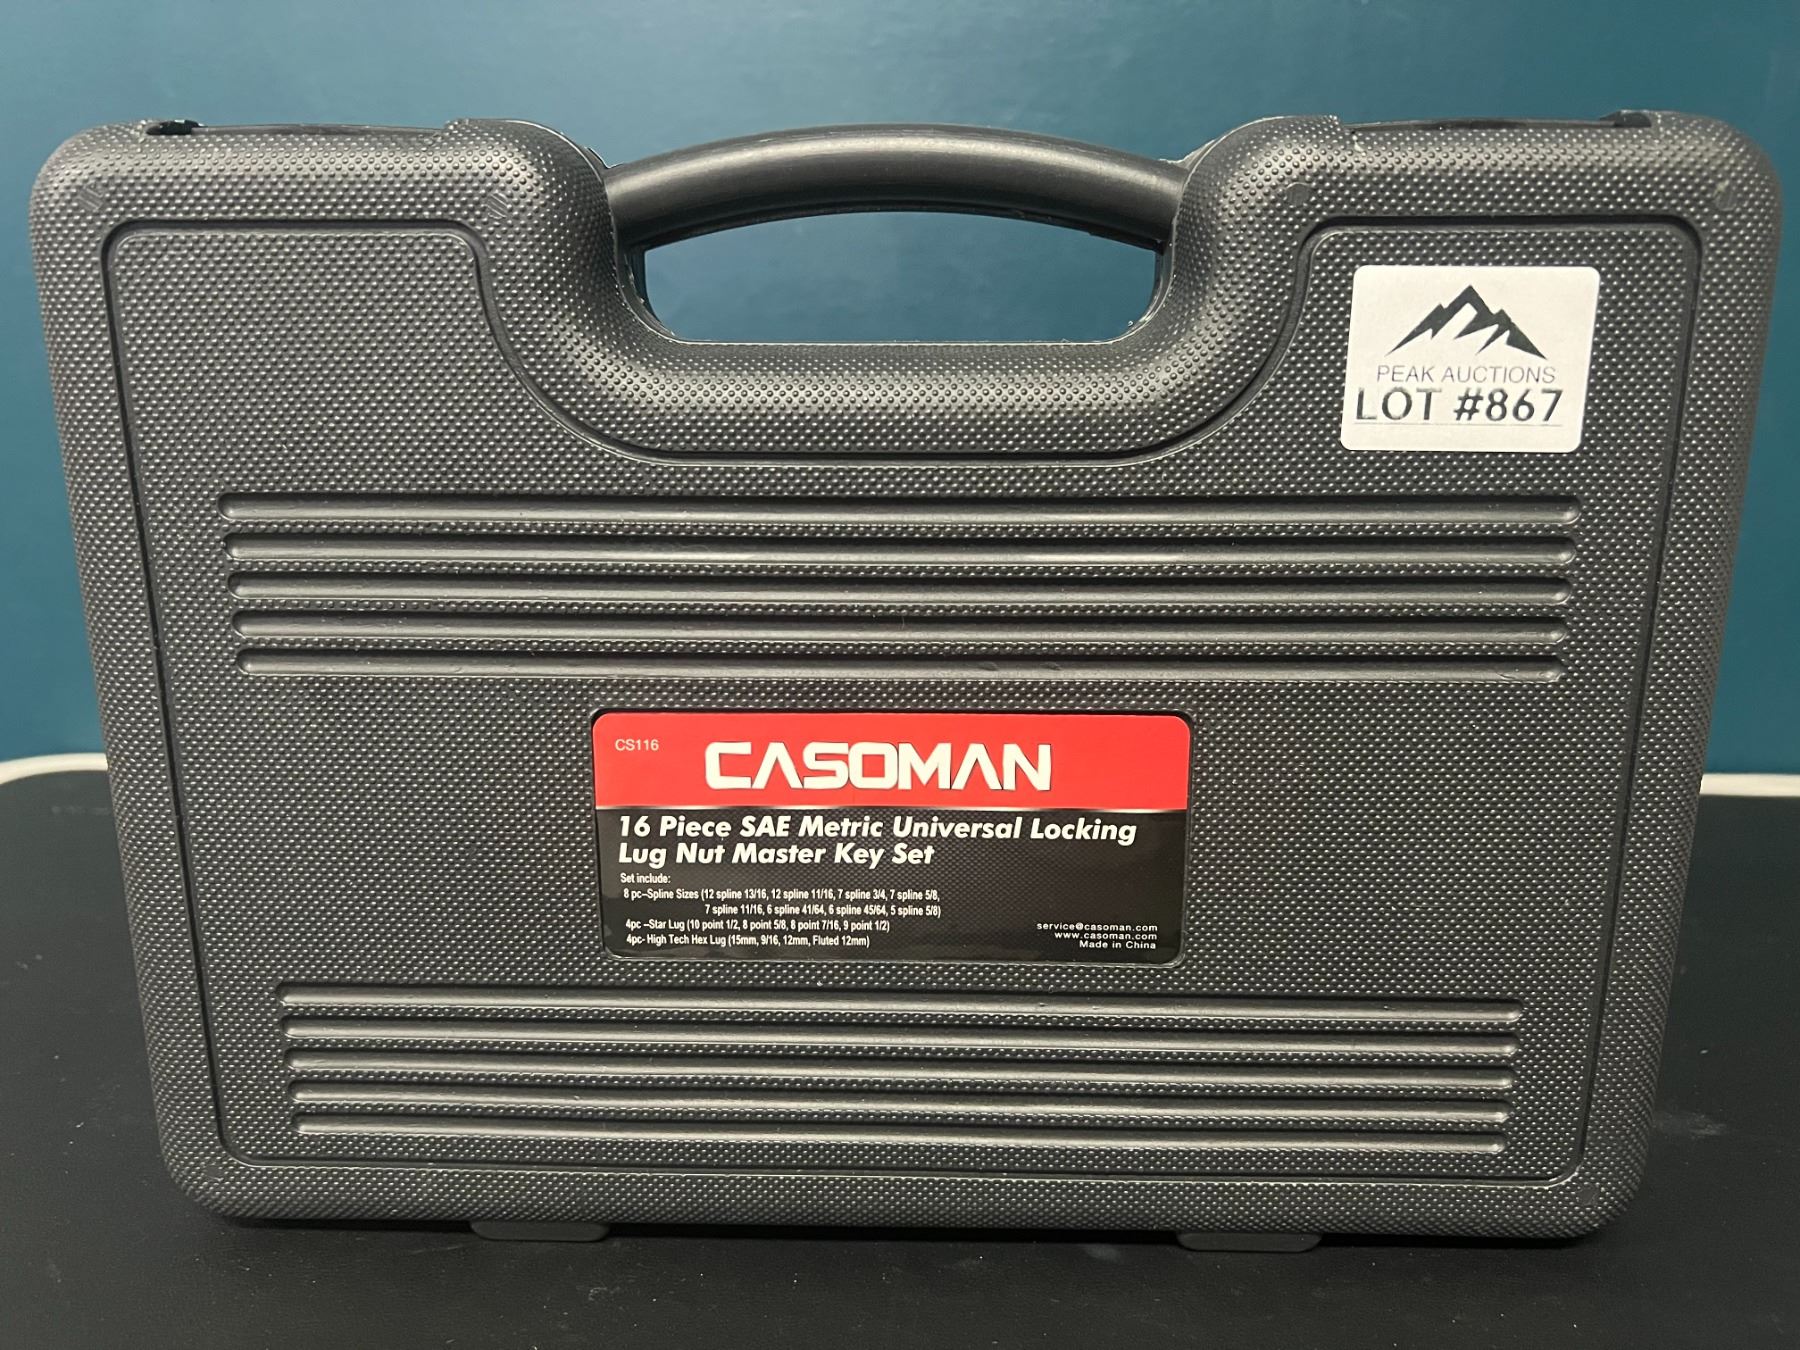 PEAK AUCTIONS
LOT #867
CS116
CASOMAN
16 Piece SAE Metric Universal Locking
Lug Nut Master Key Set
Set include:
8 pc–Spline Sizes (12 spline 13/16, 12 spline 11/16, 7 spline 3/4, 7 spline 5/8,
7 spline 11/16, 6 spline 41/64, 6 spline 45/64, 5 spline 5/8)
4pc –Star Lug (10 point 1/2, 8 point 5/8, 8 point 7/16, 9 point 1/2)
4pc- High Tech Hex Lug (15mm, 9/16, 12mm, Fluted 12mm)
service@casoman.com
www.casoman.com
Made in China